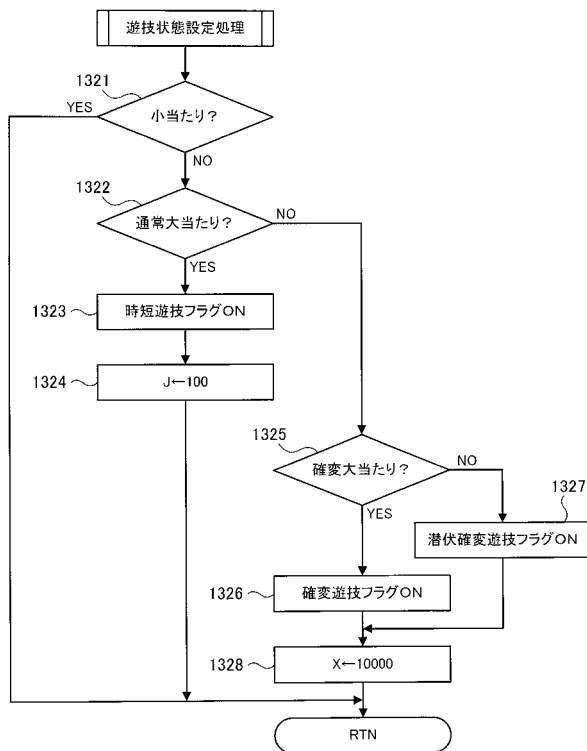 遊技状態設定処理
1321
YES
小当たり?
NO
1322
通常大当たり?
NO
YES
1323
時短遊技フラグON
1324
J←100
1325
確変大当たり?
NO
1327
YES
潜伏確変遊技フラグON
1326
確変遊技フラグON
1328
X←10000
RTN